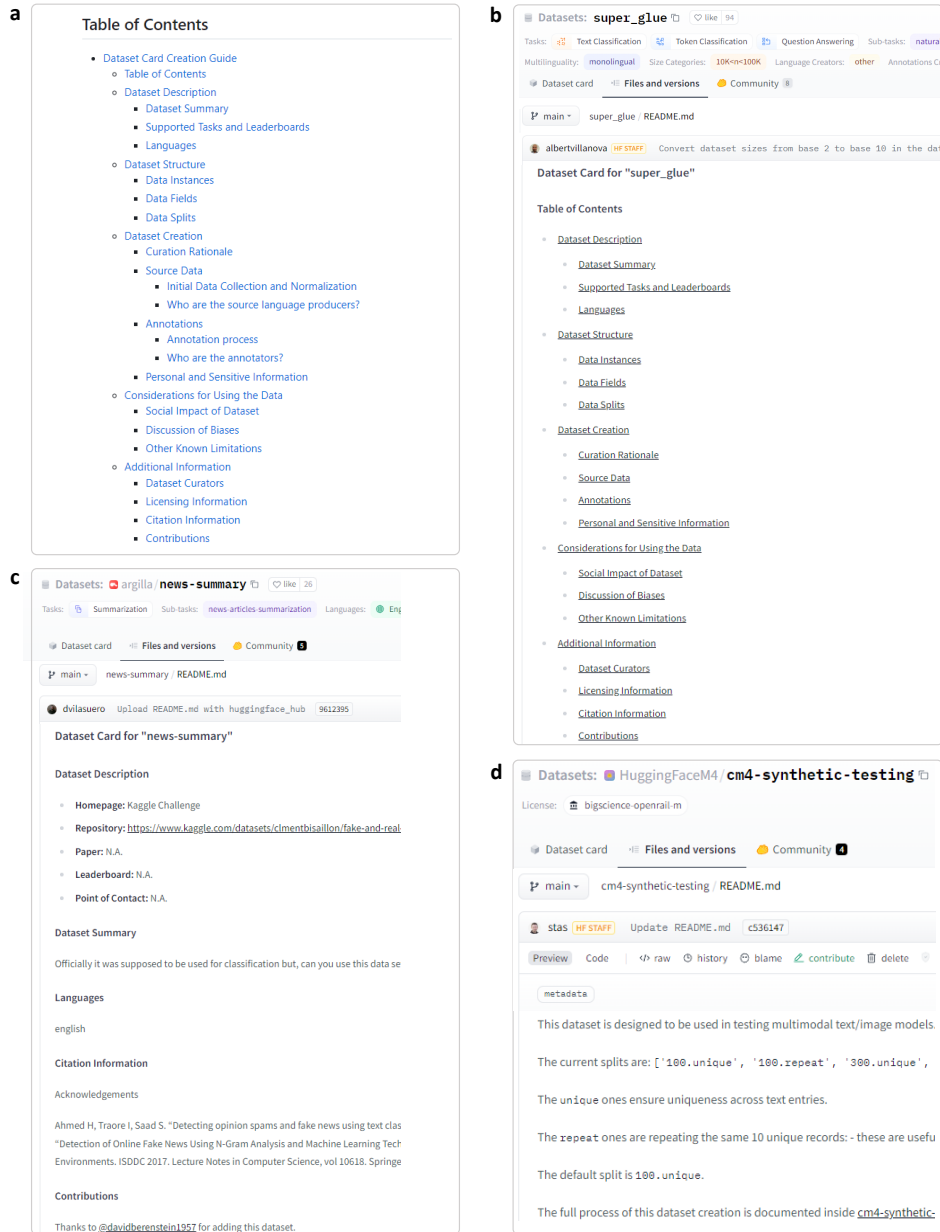 a
Table of Contents
Dataset Card Creation Guide
Table of Contents
Dataset Description
Dataset Summary
Supported Tasks and Leaderboards
Languages
Dataset Structure
Data Instances
Data Fields
Data Splits
Dataset Creation
Curation Rationale
Source Data
Initial Data Collection and Normalization
Who are the source language producers?
Annotations
Annotation process
Who are the annotators?
Personal and Sensitive Information
Considerations for Using the Data
Social Impact of Dataset
Discussion of Biases
Other Known Limitations
Additional Information
Dataset Curators
Licensing Information
Citation Information
Contributions
b
Datasets: super_glue like 94
Tasks: Text Classification Token Classification Question Answering Sub-tasks: natura
Multilinguality: monolingual Size Categories: 10K<n<100K Language Creators: other Annotations C
Dataset card Files and versions Community 8
main super_glue / README.md
albertvillanova HF STAFF Convert dataset sizes from base 2 to base 10 in the dat
Dataset Card for "super_glue"
Table of Contents
Dataset Description
Dataset Summary
Supported Tasks and Leaderboards
Languages
Dataset Structure
Data Instances
Data Fields
Data Splits
Dataset Creation
Curation Rationale
Source Data
Annotations
Personal and Sensitive Information
Considerations for Using the Data
Social Impact of Dataset
Discussion of Biases
Other Known Limitations
Additional Information
Dataset Curators
Licensing Information
Citation Information
Contributions
c
Datasets: argilla / news-summary like 26
Tasks: Summarization Sub-tasks: news-articles-summarization Languages: Eng
Dataset card Files and versions Community 5
main news-summary / README.md
dvilasuero Upload README.md with huggingface_hub 9612395
Dataset Card for "news-summary"
Dataset Description
Homepage: Kaggle Challenge
Repository: https://www.kaggle.com/datasets/clmentbisaillon/fake-and-real-
Paper: N.A.
Leaderboard: N.A.
Point of Contact: N.A.
Dataset Summary
Officially it was supposed to be used for classification but, can you use this data se
Languages
english
Citation Information
Acknowledgements
Ahmed H, Traore I, Saad S. "Detecting opinion spams and fake news using text clas
"Detection of Online Fake News Using N-Gram Analysis and Machine Learning Tech
Environments. ISDDC 2017. Lecture Notes in Computer Science, vol 10618. Springe
Contributions
Thanks to @davidberenstein1957 for adding this dataset.
d
Datasets: HuggingFaceM4 / cm4-synthetic-testing
License: bigscience-openrail-m
Dataset card Files and versions Community 4
main cm4-synthetic-testing / README.md
stas HF STAFF Update README.md c536147
Preview Code </> raw history blame contribute delete
metadata
This dataset is designed to be used in testing multimodal text/image models.
The current splits are: ['100.unique', '100.repeat', '300.unique',
The unique ones ensure uniqueness across text entries.
The repeat ones are repeating the same 10 unique records: - these are usefu
The default split is 100.unique.
The full process of this dataset creation is documented inside cm4-synthetic-